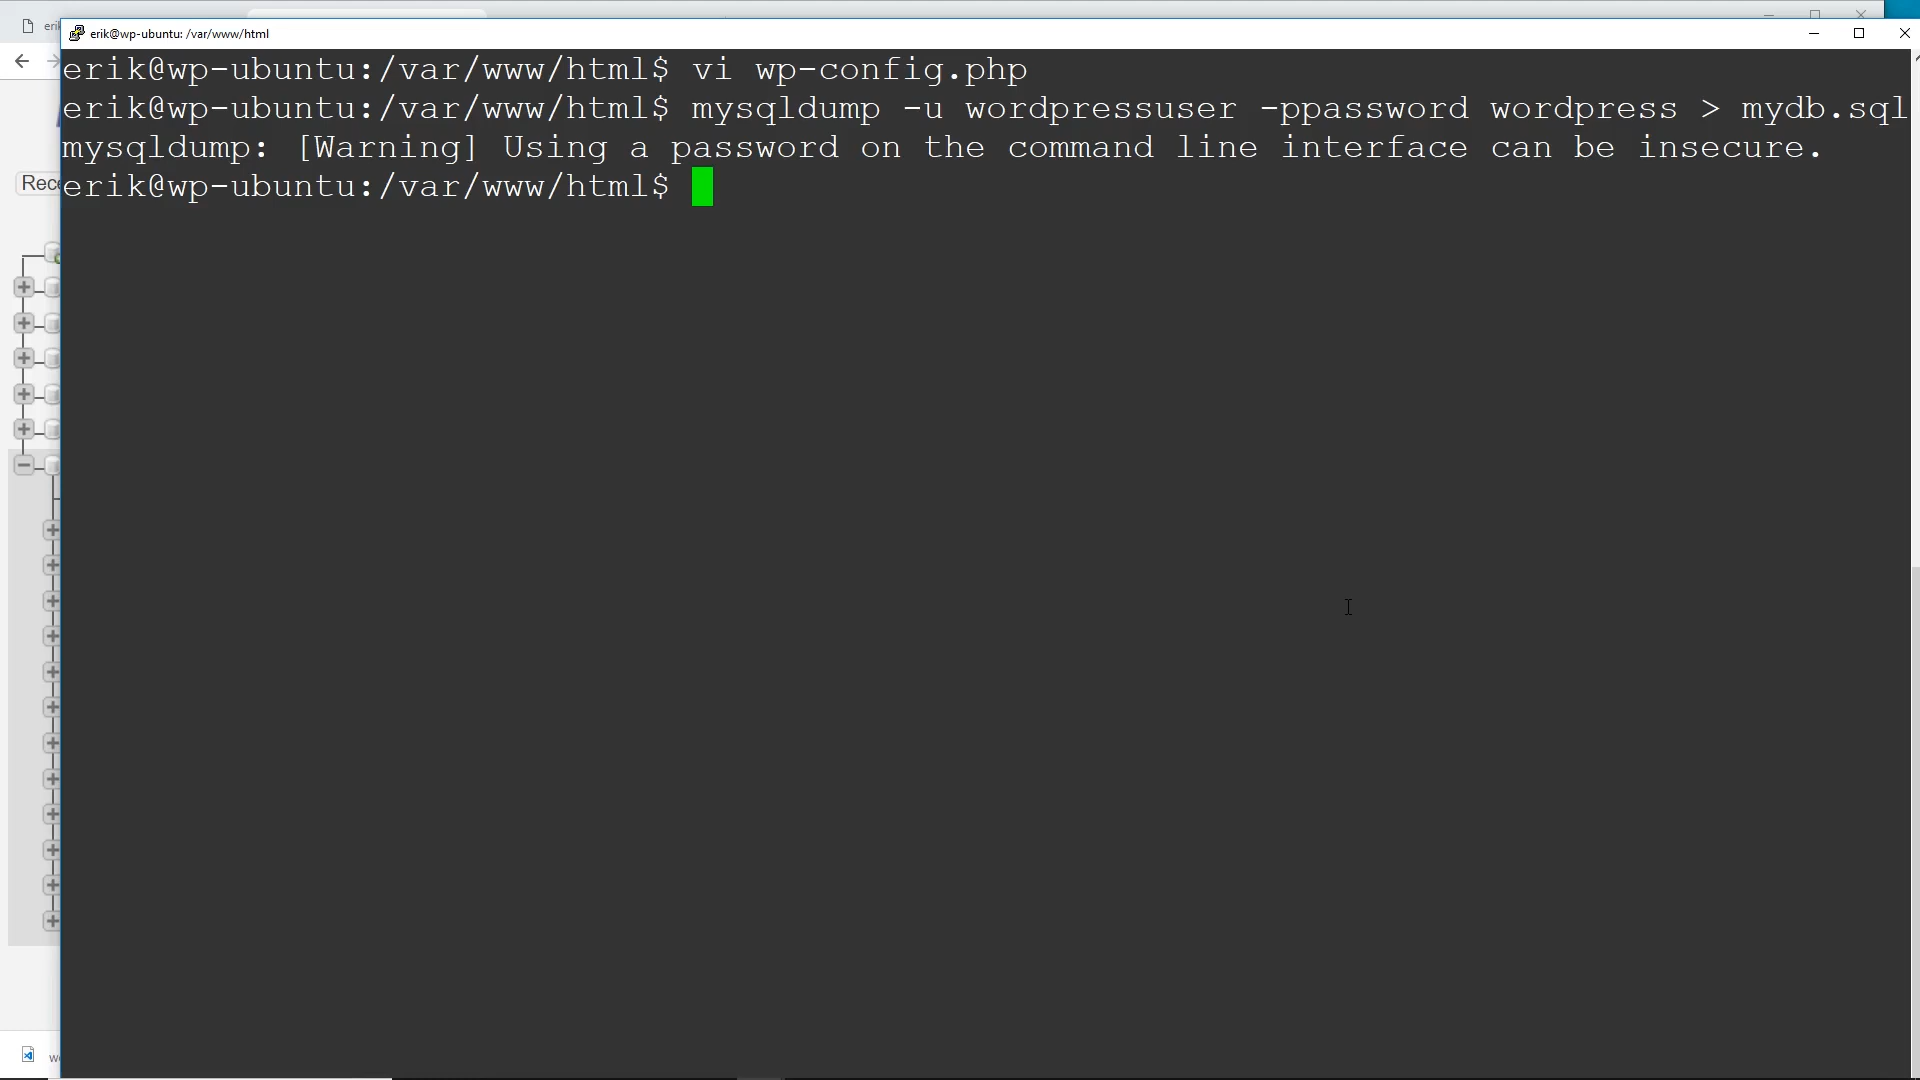 erik@wp-ubuntu: /var/www/html
erik@wp-ubuntu:/var/www/html$ vi wp-config.php
erik@wp-ubuntu:/var/www/html$ mysqldump -u wordpressuser -ppassword wordpress > mydb.sql
mysqldump: [Warning] Using a password on the command line interface can be insecure.
erik@wp-ubuntu:/var/www/html$